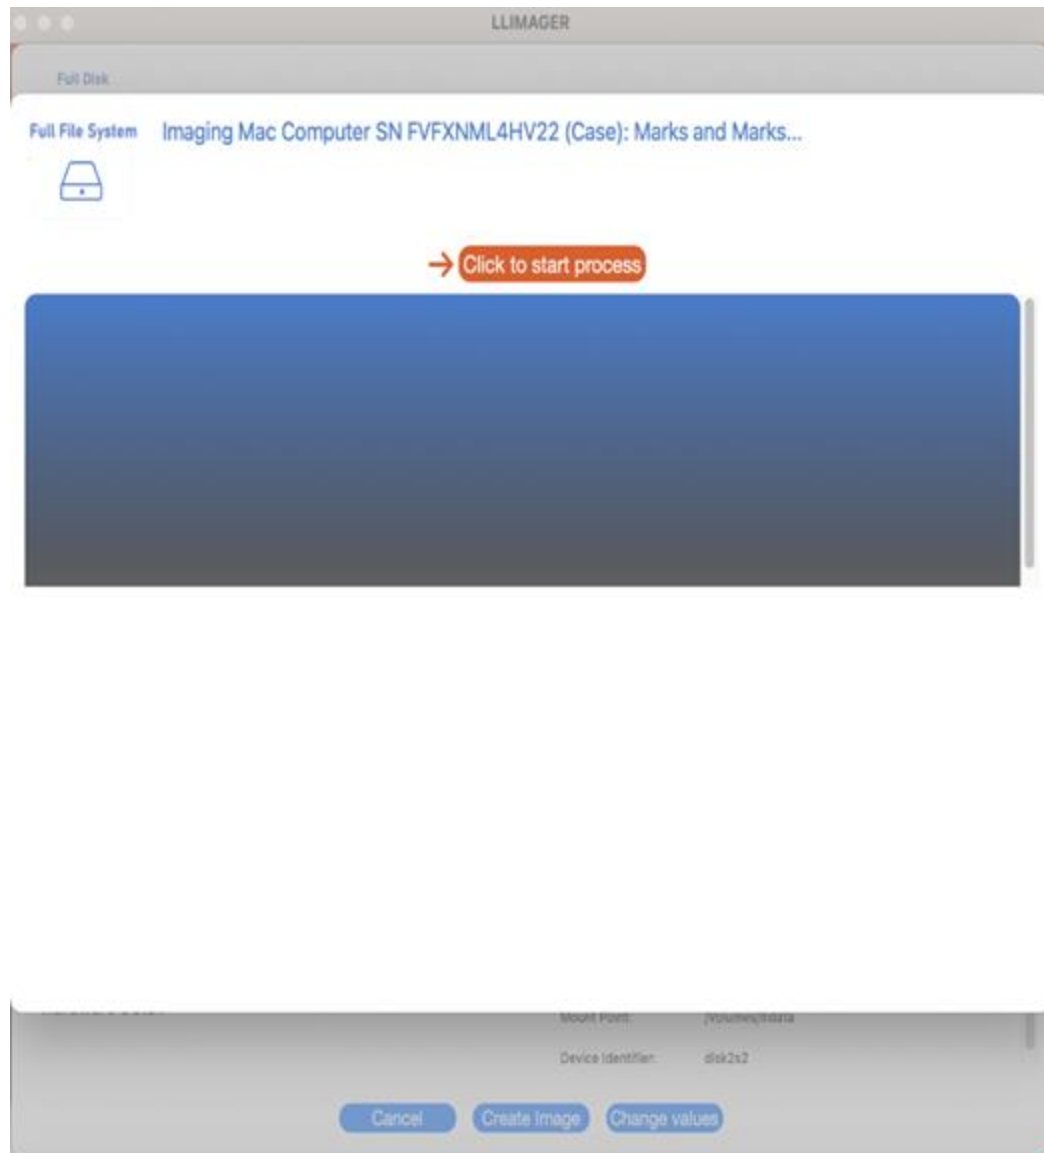 LLIMAGER
Full Disk
Full File System
Imaging Mac Computer SN FVFXNML4HV22 (Case): Marks and Marks...
→ Click to start process
Mount Point:
Device Identifier: disk2s2
Cancel Create Image Change values